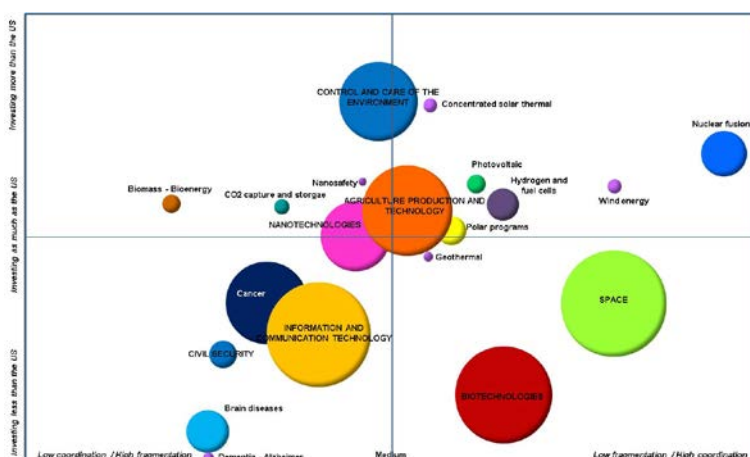 Investing more than the US
CONTROL AND CARE OF THE
ENVIRONMENT
Concentrated solar thermal
Nuclear fusion
Nanosafety
Photovoltaic
Biomass - Bioenergy
CO2 capture and storgae
AGRICULTURE PRODUCTION AND
TECHNOLOGY
Hydrogen and
fuel cells
Wind energy
Investing as much as the US
NANOTECHNOLOGIES
Polar programs
Geothermal
Cancer
SPACE
INFORMATION AND
COMMUNICATION TECHNOLOGY
CIVIL SECURITY
Investing less than the US
BIOTECHNOLOGIES
Brain diseases
Low coordination / High fragmentation
Dementia - Alzheimer
Medium
Low fragmentation / High coordination